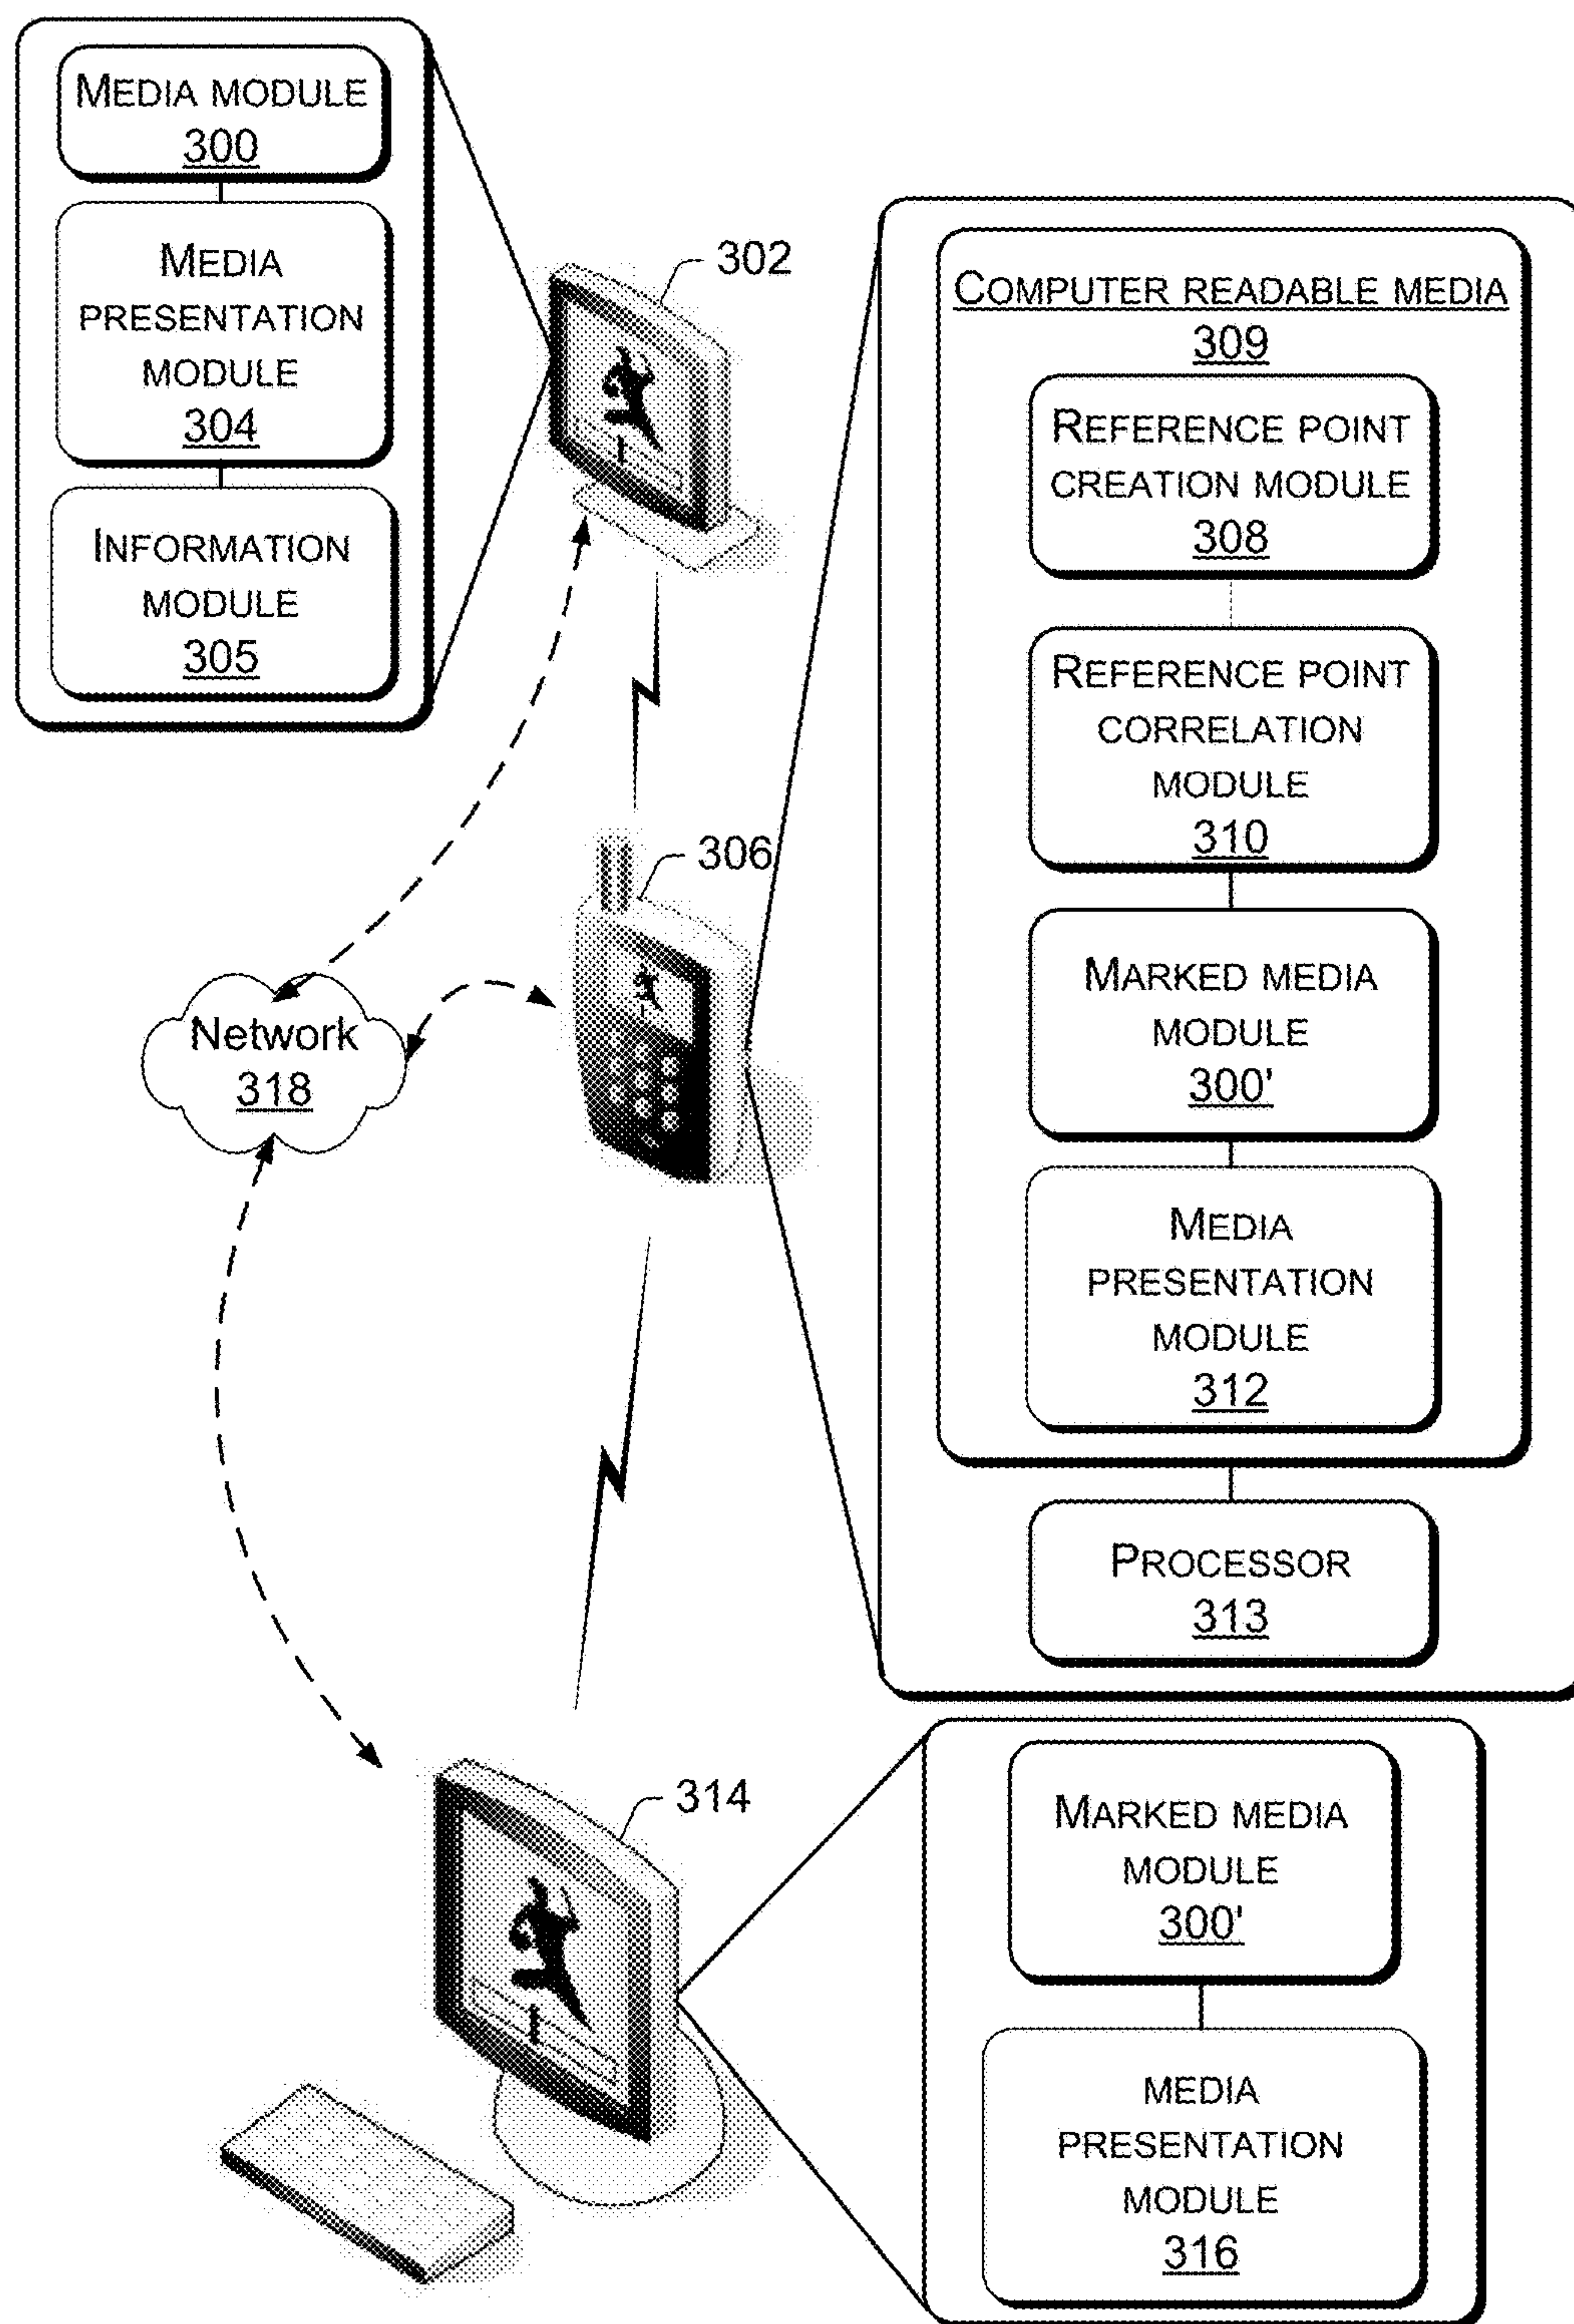 MEDIA MODULE
300
MEDIA
PRESENTATION
MODULE
304
INFORMATION
MODULE
305
302
COMPUTER READABLE MEDIA
309
REFERENCE POINT
CREATION MODULE
308
REFERENCE POINT
CORRELATION
MODULE
310
306
MARKED MEDIA
MODULE
300'
Network
318
MEDIA
PRESENTATION
MODULE
312
PROCESSOR
313
314
MARKED MEDIA
MODULE
300'
MEDIA
PRESENTATION
MODULE
316